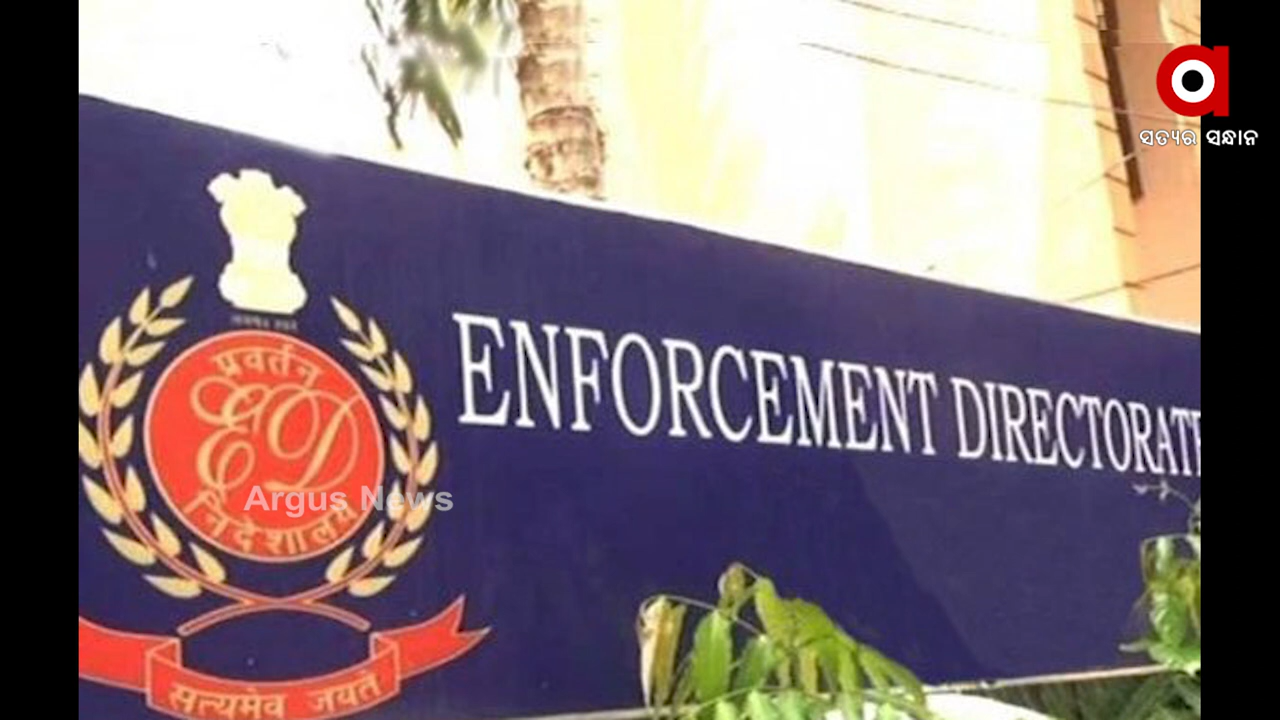 ସତ୍ୟର ସନ୍ଧାନ
प्रवर्तन
ED
निदेशालय
ENFORCEMENT DIRECTORATE
Argus News
सत्यमेव जयते